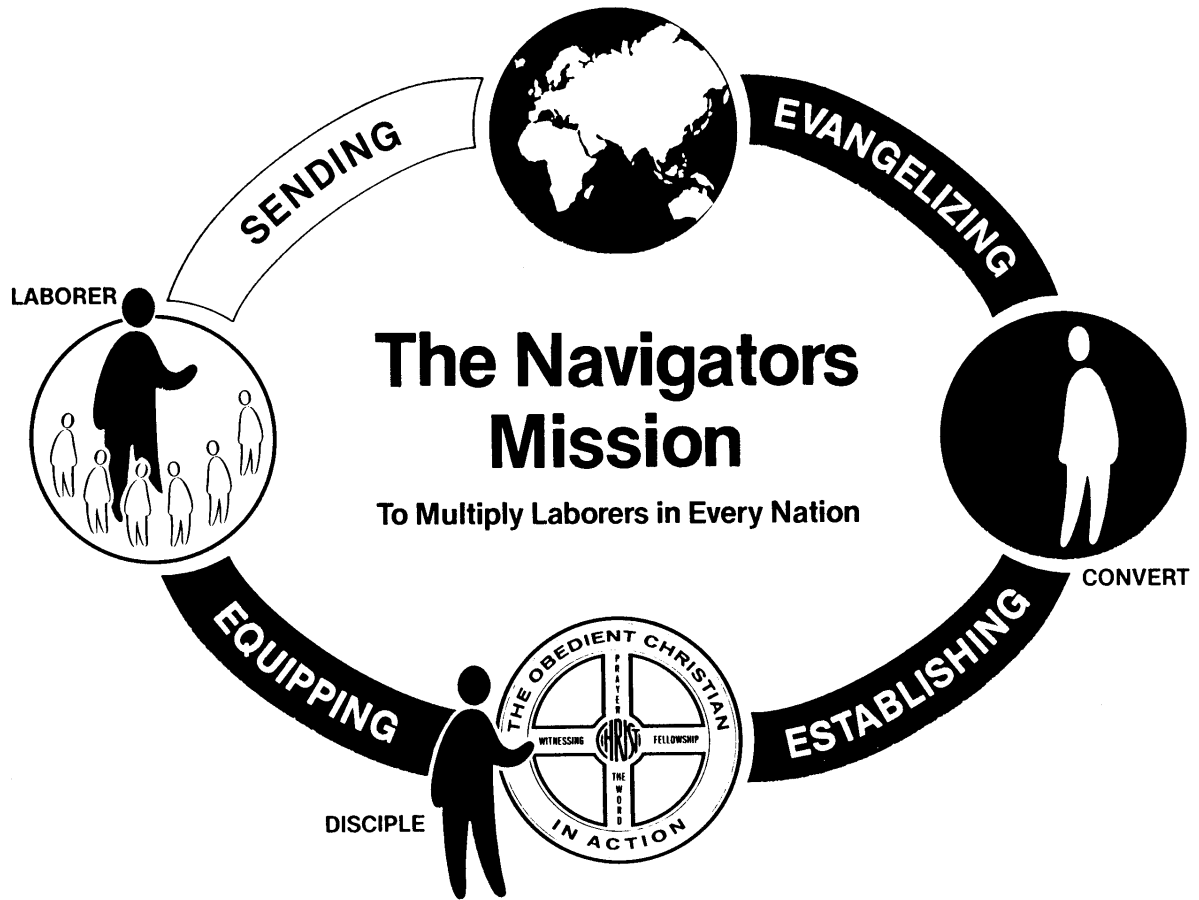 SENDING
EVANGELIZING
LABORER
The Navigators
Mission
To Multiply Laborers in Every Nation
CONVERT
EQUIPPING
ESTABLISHING
THE OBEDIENT CHRISTIAN
PRAYER
WITNESSING
CHRIST
FELLOWSHIP
THE
WORD
IN ACTION
DISCIPLE